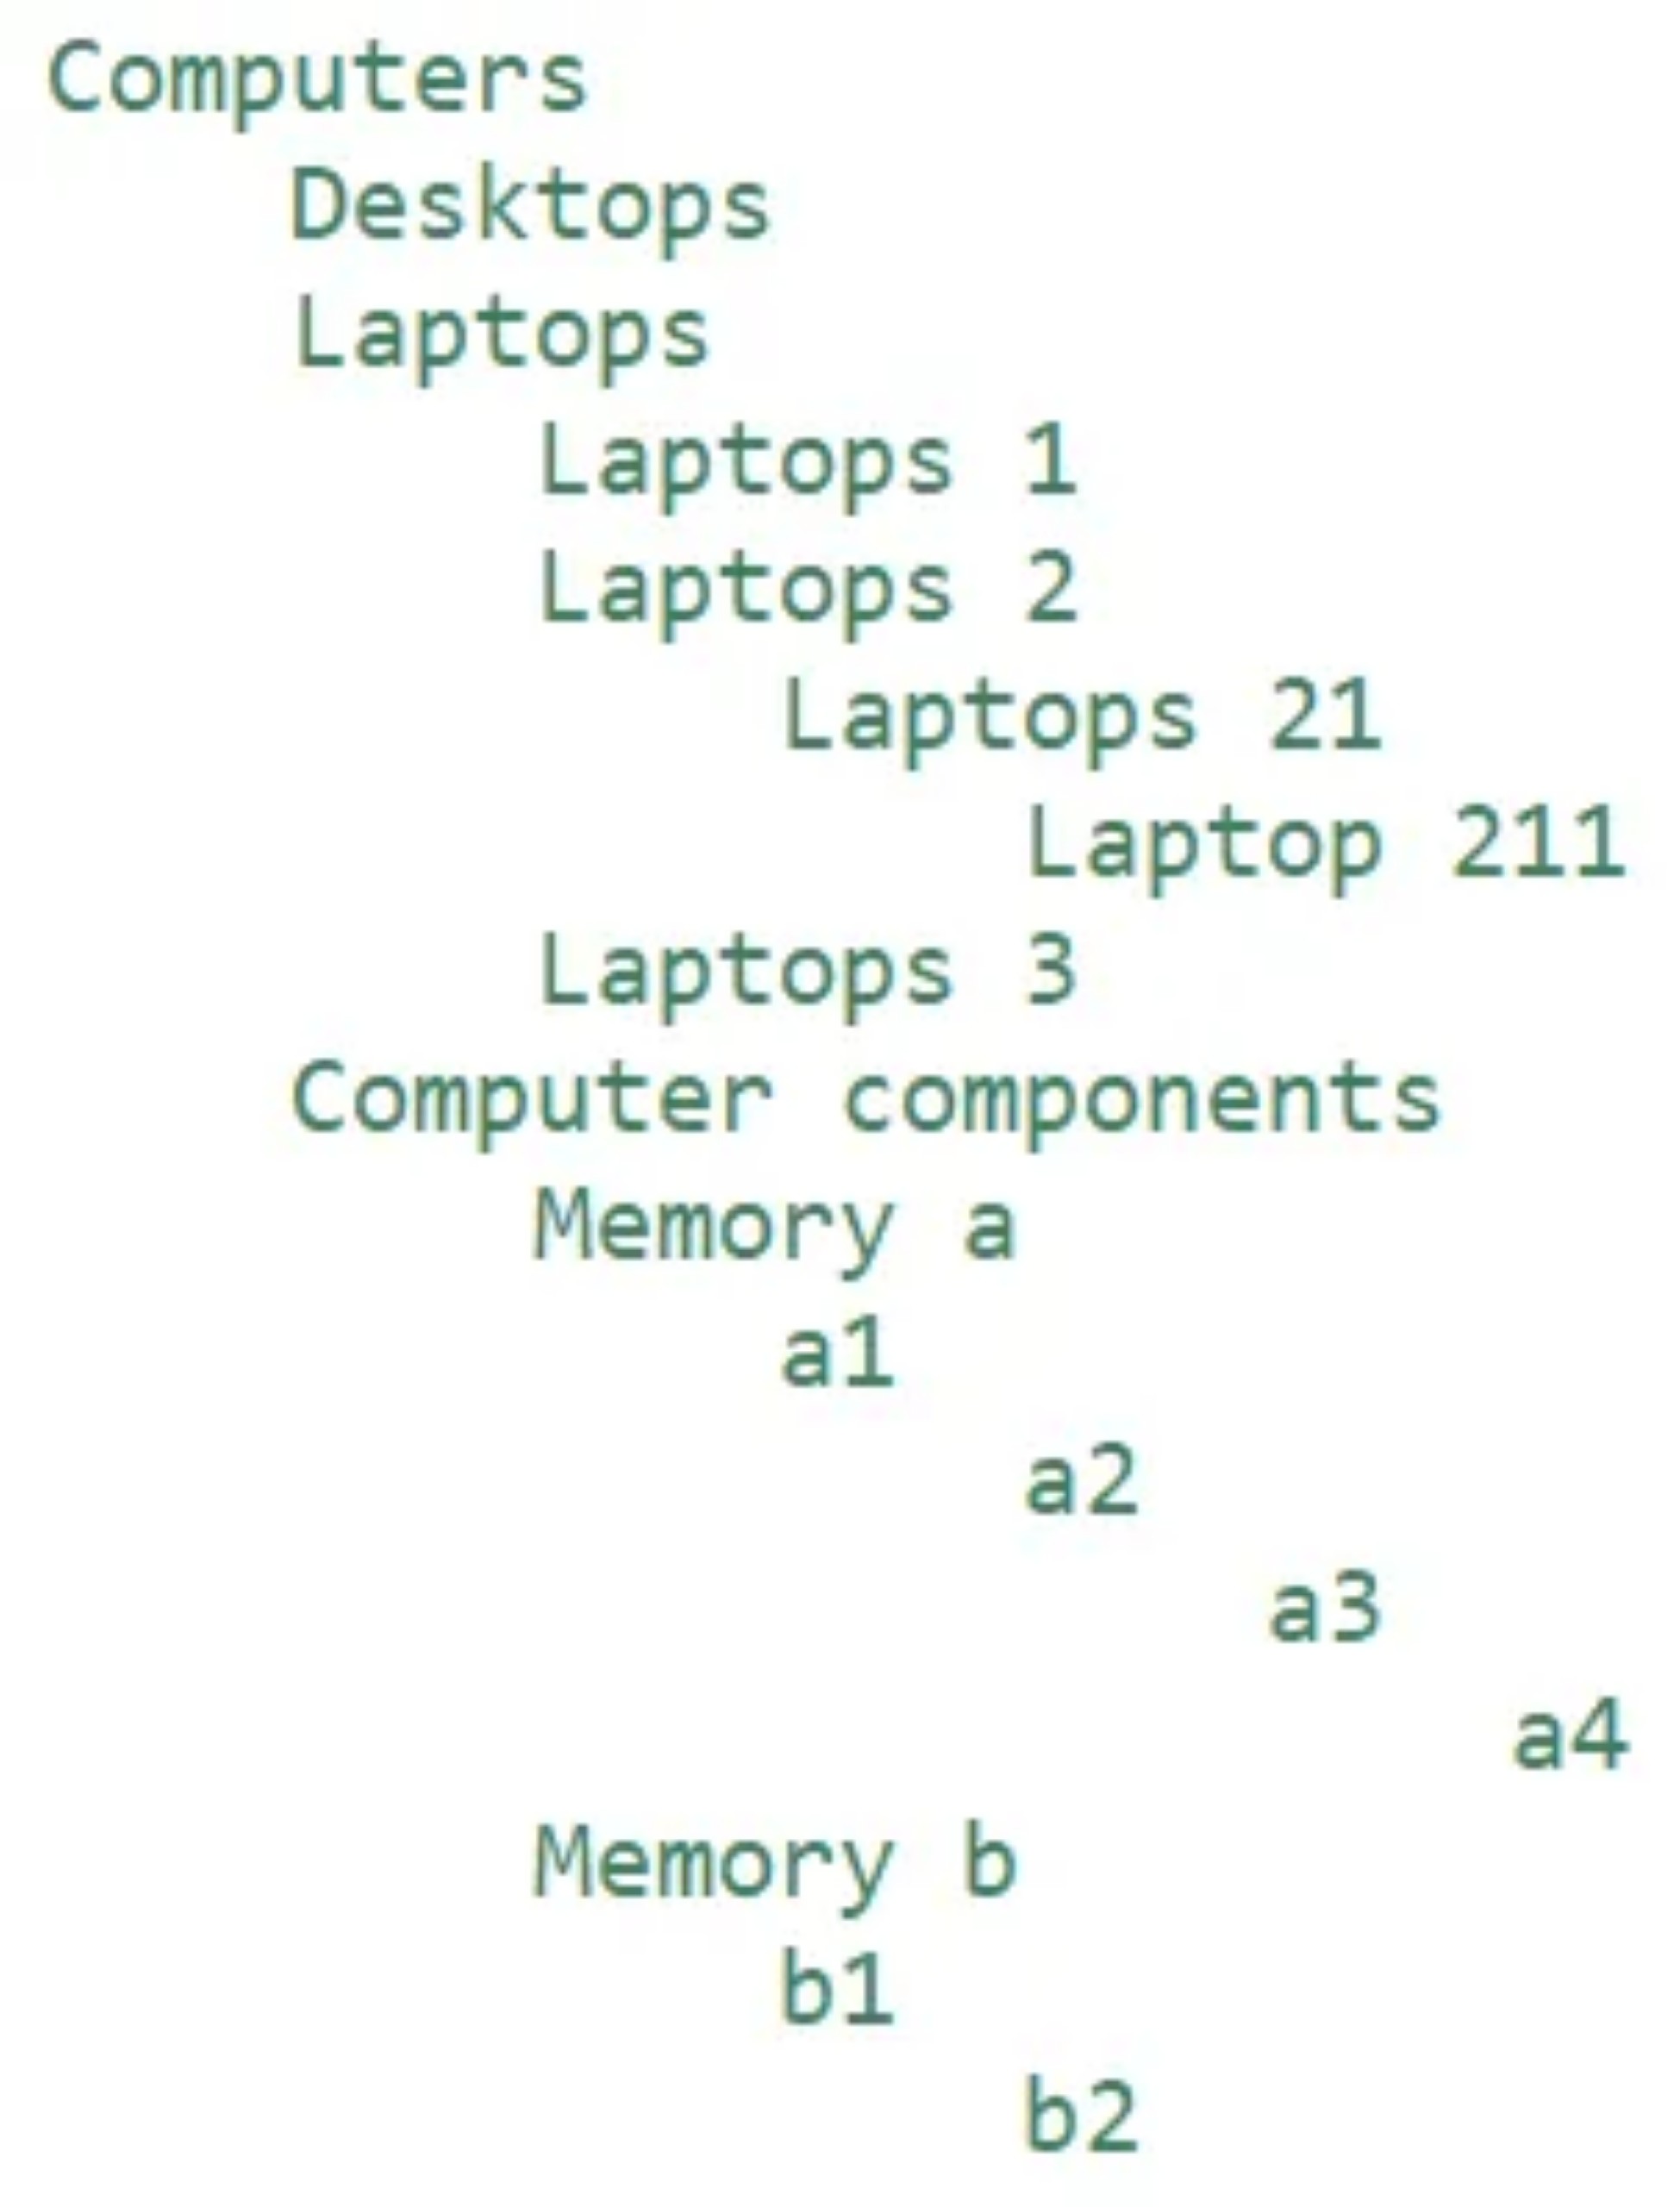 Computers
Desktops
Laptops
Laptops 1
Laptops 2
Laptops 21
Laptop 211
Laptops 3
Computer components
Memory a
a1
a2
a3
a4
Memory b
b1
b2